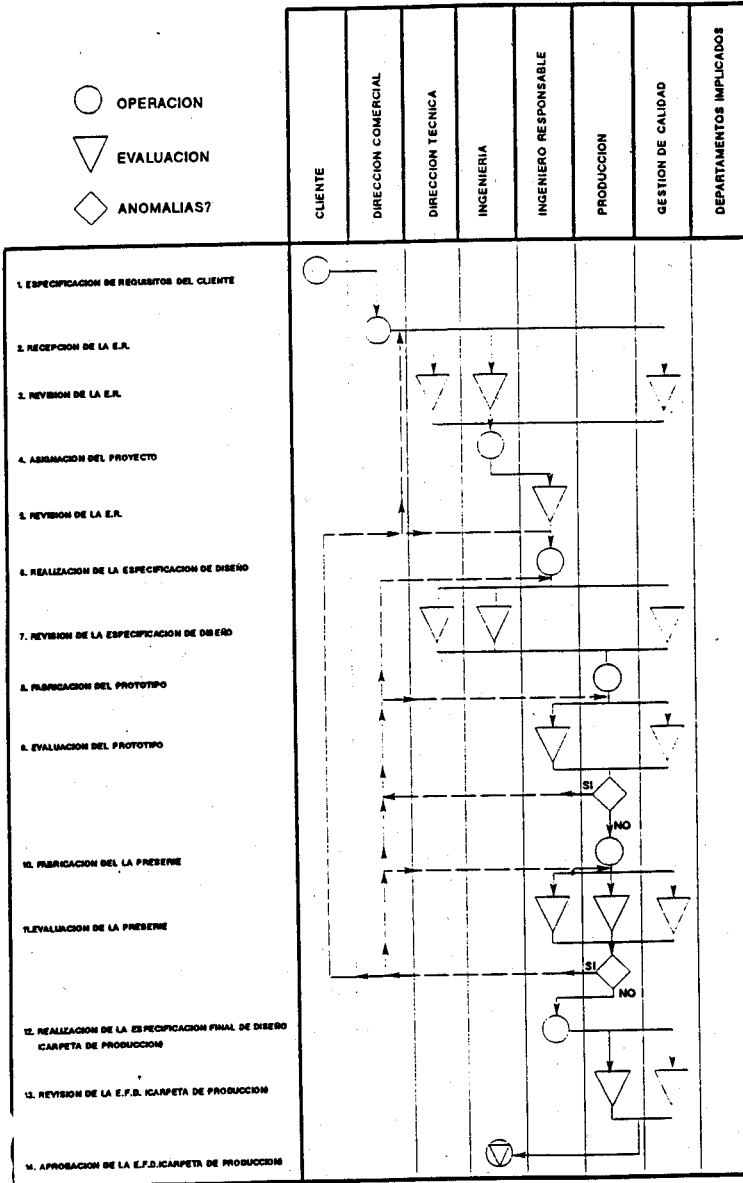 OPERACION
EVALUACION
ANOMALIAS?
CLIENTE
DIRECCION COMERCIAL
DIRECCION TECNICA
INGENIERIA
INGENIERO RESPONSABLE
PRODUCCION
GESTION DE CALIDAD
DEPARTAMENTOS IMPLICADOS
1. ESPECIFICACION DE REQUISITOS DEL CLIENTE
2. RECEPCION DE LA E.R.
3. REVISION DE LA E.R.
4. ASIGNACION DEL PROYECTO
5. REVISION DE LA E.R.
6. REALIZACION DE LA ESPECIFICACION DE DISEÑO
7. REVISION DE LA ESPECIFICACION DE DISEÑO
8. FABRICACION DEL PROTOTIPO
9. EVALUACION DEL PROTOTIPO
SI
NO
10. FABRICACION DEL LA PRESERIE
11.EVALUACION DE LA PRESERIE
SI
NO
12. REALIZACION DE LA ESPECIFICACION FINAL DE DISEÑO
(CARPETA DE PRODUCCION)
13. REVISION DE LA E.F.D. (CARPETA DE PRODUCCION)
14. APROBACION DE LA E.F.D.(CARPETA DE PRODUCCION)